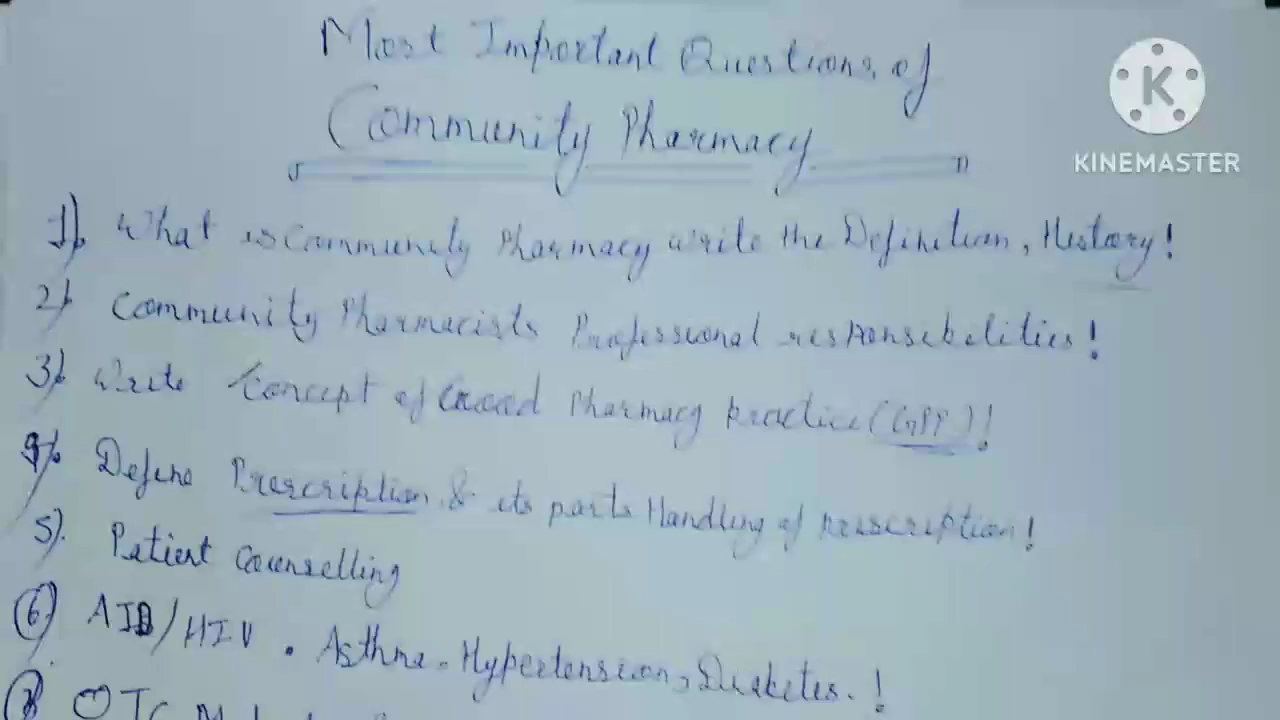 Most Important Questions of
Community Pharmacy
K
KINEMASTER
1). What is Community Pharmacy write the Definition, History!
2). Community Pharmacists Professional responsibilities!
3). Write Concept of Good Pharmacy Practice (GPP)!
4). Define Prescription & its parts Handling of prescription!
5). Patient Counselling
6) AID/HIV. Asthma. Hypertension, Diabetes.!
OTC